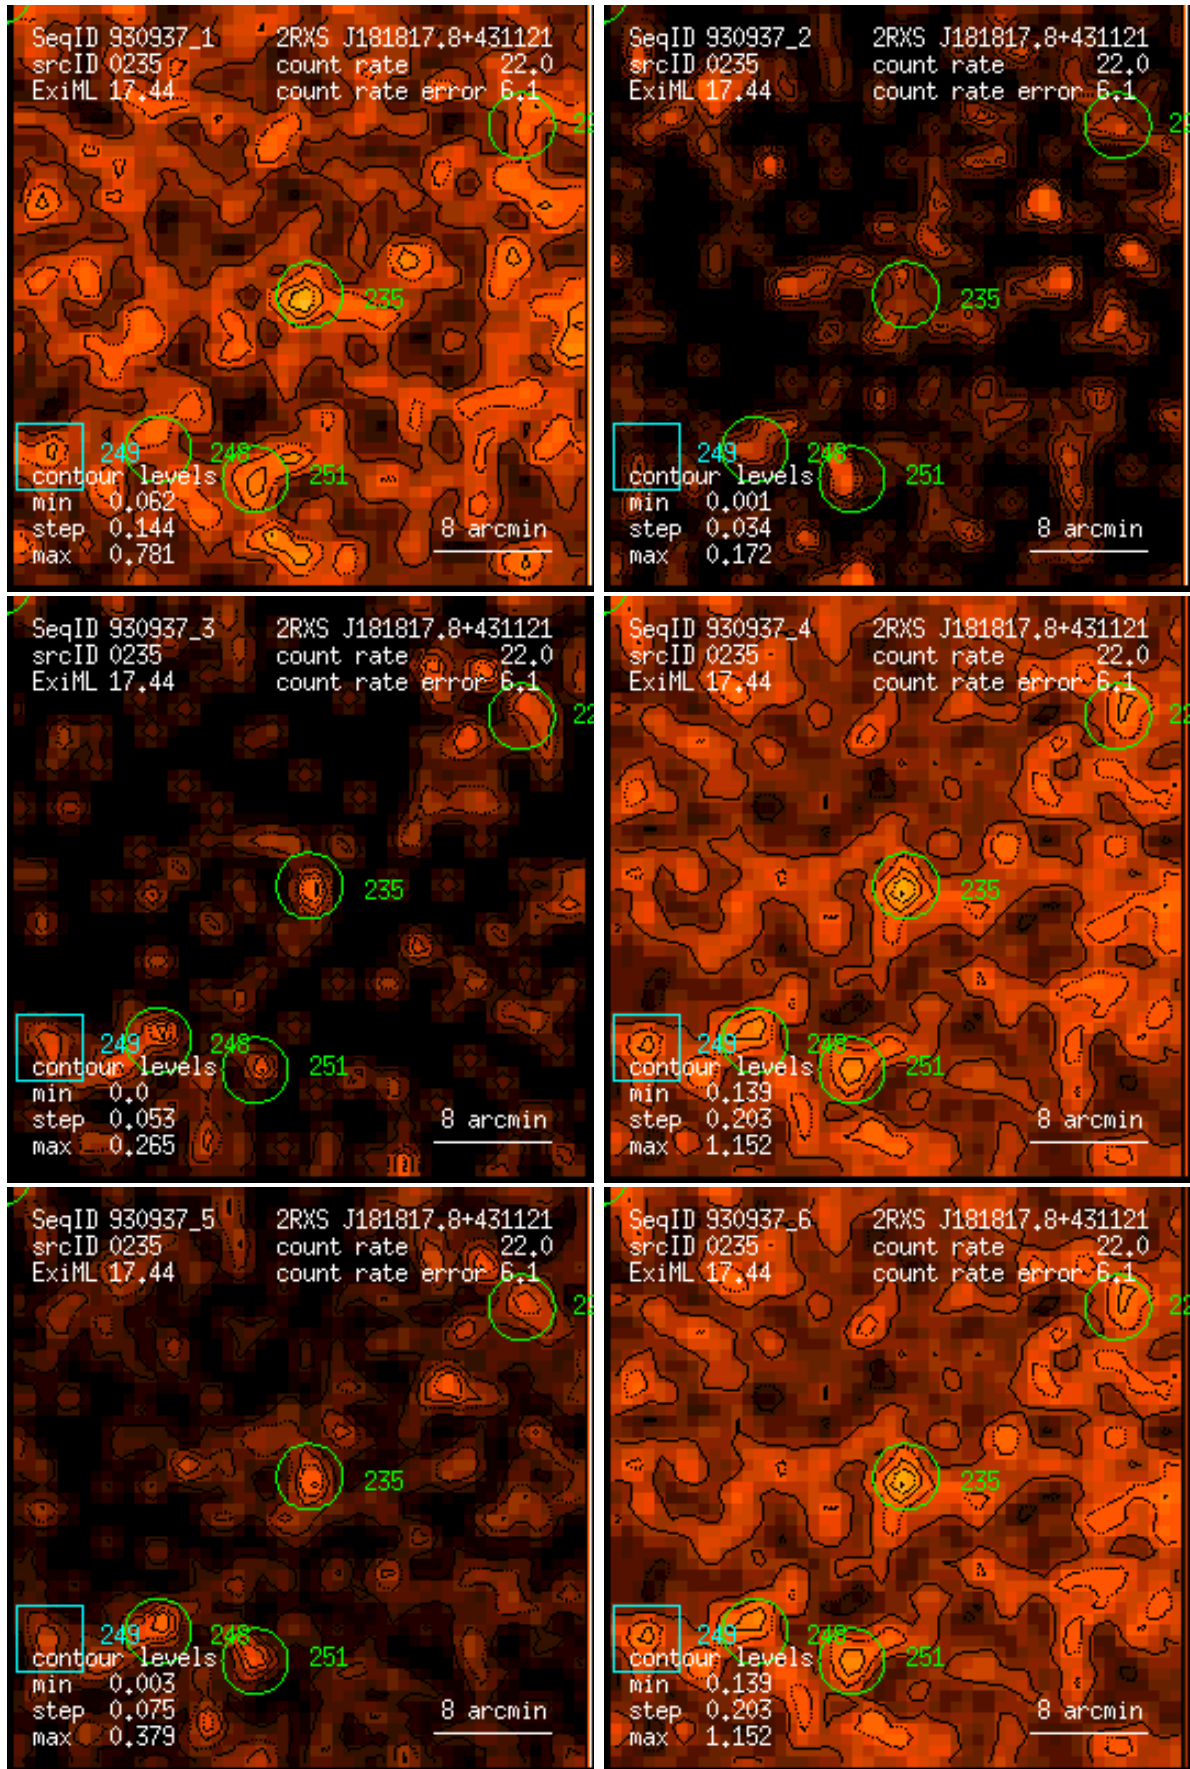 SeqID 930937_1 2RXS J181817.8+431121
srcID 0235 count rate 22.0
ExiML 17.44 count rate error 6.1
22
235
249 248
251
contour levels
min 0.062
step 0.144 8 arcmin
max 0.781
SeqID 930937_2 2RXS J181817.8+431121
srcID 0235 count rate 22.0
ExiML 17.44 count rate error 6.1
2
235
249 248
251
contour levels
min 0.001
step 0.034 8 arcmin
max 0.172
SeqID 930937_3 2RXS J181817.8+431121
srcID 0235 count rate 22.0
ExiML 17.44 count rate error 6.1
22
235
249 248
251
contour levels
min 0.0
step 0.053 8 arcmin
max 0.265
SeqID 930937_4 2RXS J181817.8+431121
srcID 0235 count rate 22.0
ExiML 17.44 count rate error 6.1
2
235
249 248
251
contour levels
min 0.139
step 0.203 8 arcmin
max 1.152
SeqID 930937_5 2RXS J181817.8+431121
srcID 0235 count rate 22.0
ExiML 17.44 count rate error 6.1
22
235
249 248
251
contour levels
min 0.003
step 0.075 8 arcmin
max 0.379
SeqID 930937_6 2RXS J181817.8+431121
srcID 0235 count rate 22.0
ExiML 17.44 count rate error 6.1
2
235
249 248
251
contour levels
min 0.139
step 0.203 8 arcmin
max 1.152